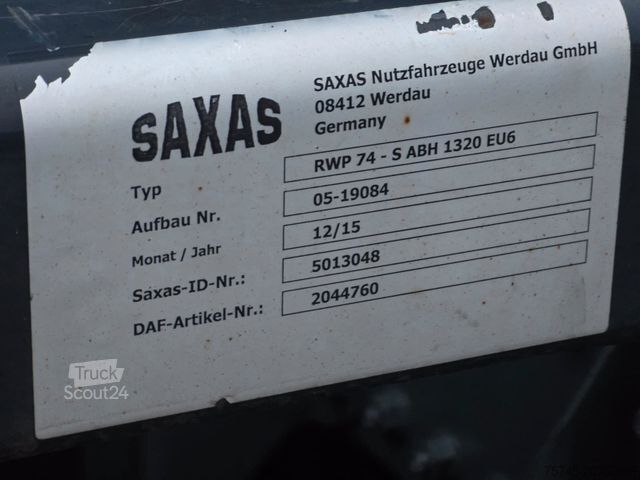 SAXAS
SAXAS Nutzfahrzeuge Werdau GmbH
08412 Werdau
Germany
Typ RWP 74 - S ABH 1320 EU6
Aufbau Nr. 05-19084
Monat / Jahr 12/15
Saxas-ID-Nr.: 5013048
DAF-Artikel-Nr.: 2044760
Truck
Scout24